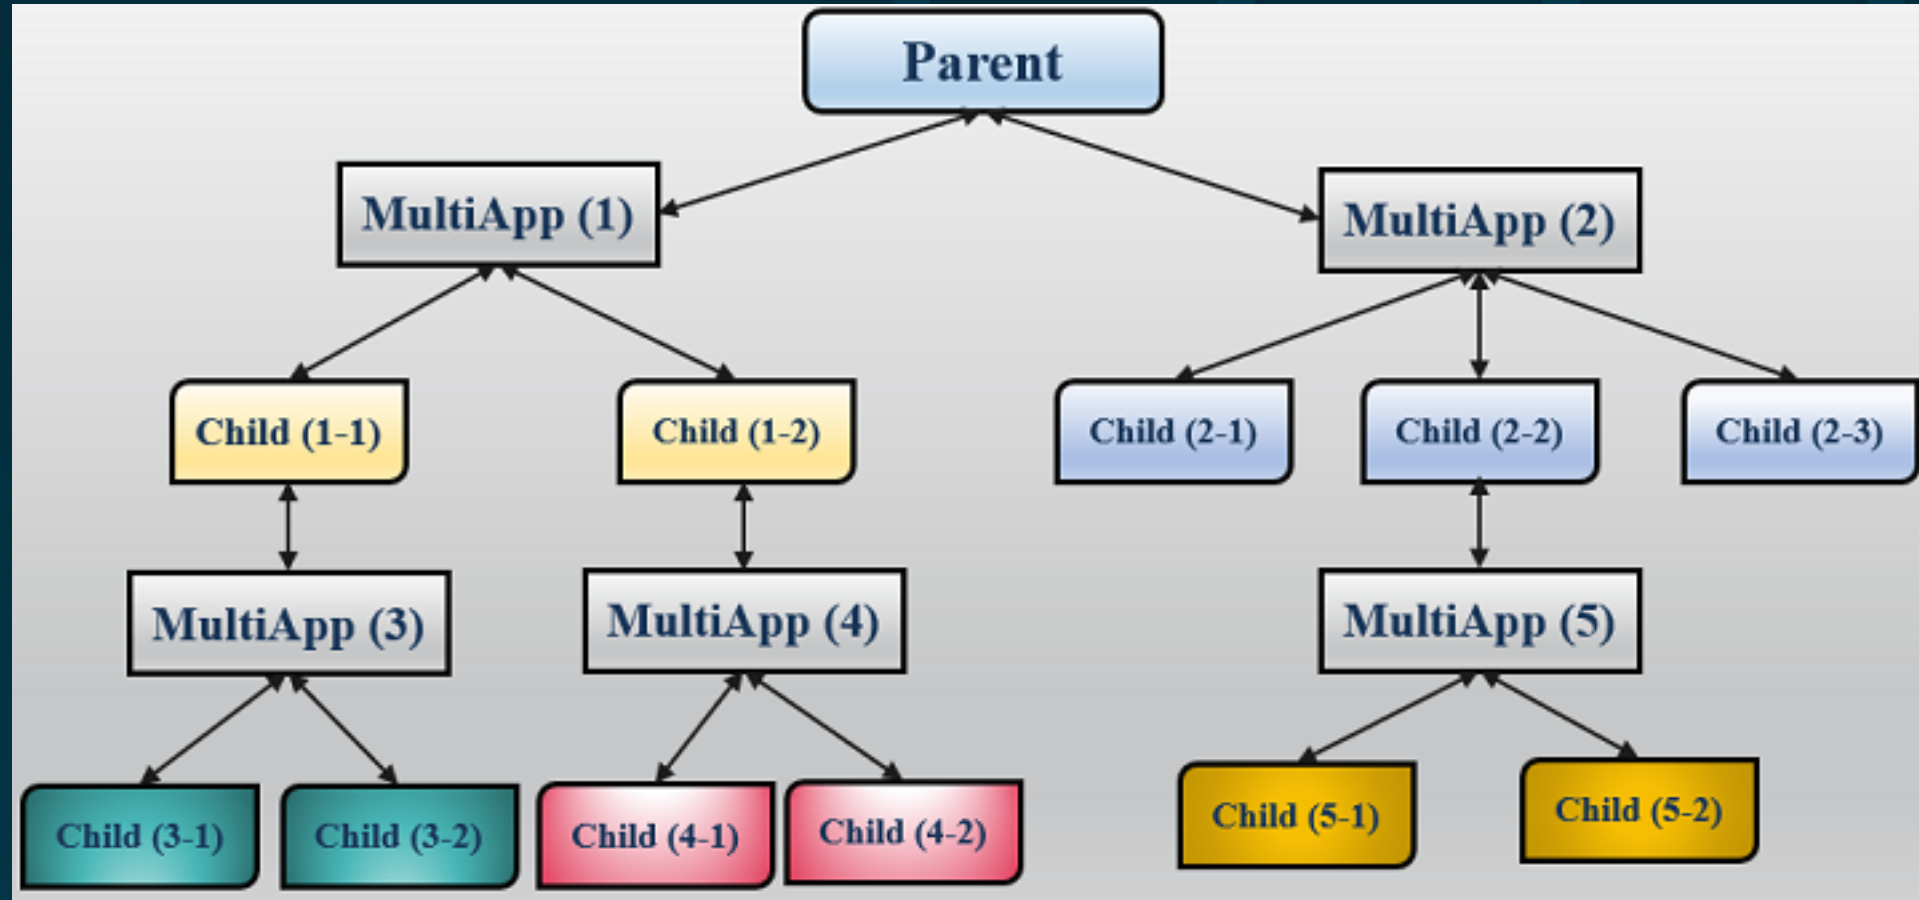 Parent
MultiApp (1)
MultiApp (2)
Child (1-1)
Child (1-2)
Child (2-1)
Child (2-2)
Child (2-3)
MultiApp (3)
MultiApp (4)
MultiApp (5)
Child (3-1)
Child (3-2)
Child (4-1)
Child (4-2)
Child (5-1)
Child (5-2)